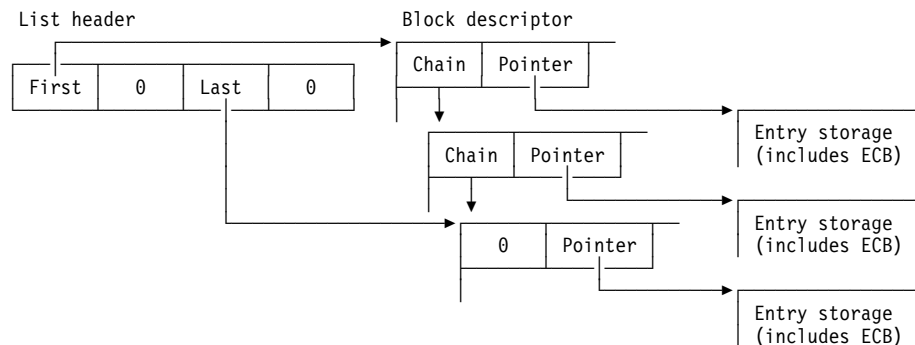 List header
Block descriptor
Chain Pointer
First 0 Last 0
Entry storage
(includes ECB)
Chain Pointer
Entry storage
(includes ECB)
0 Pointer
Entry storage
(includes ECB)